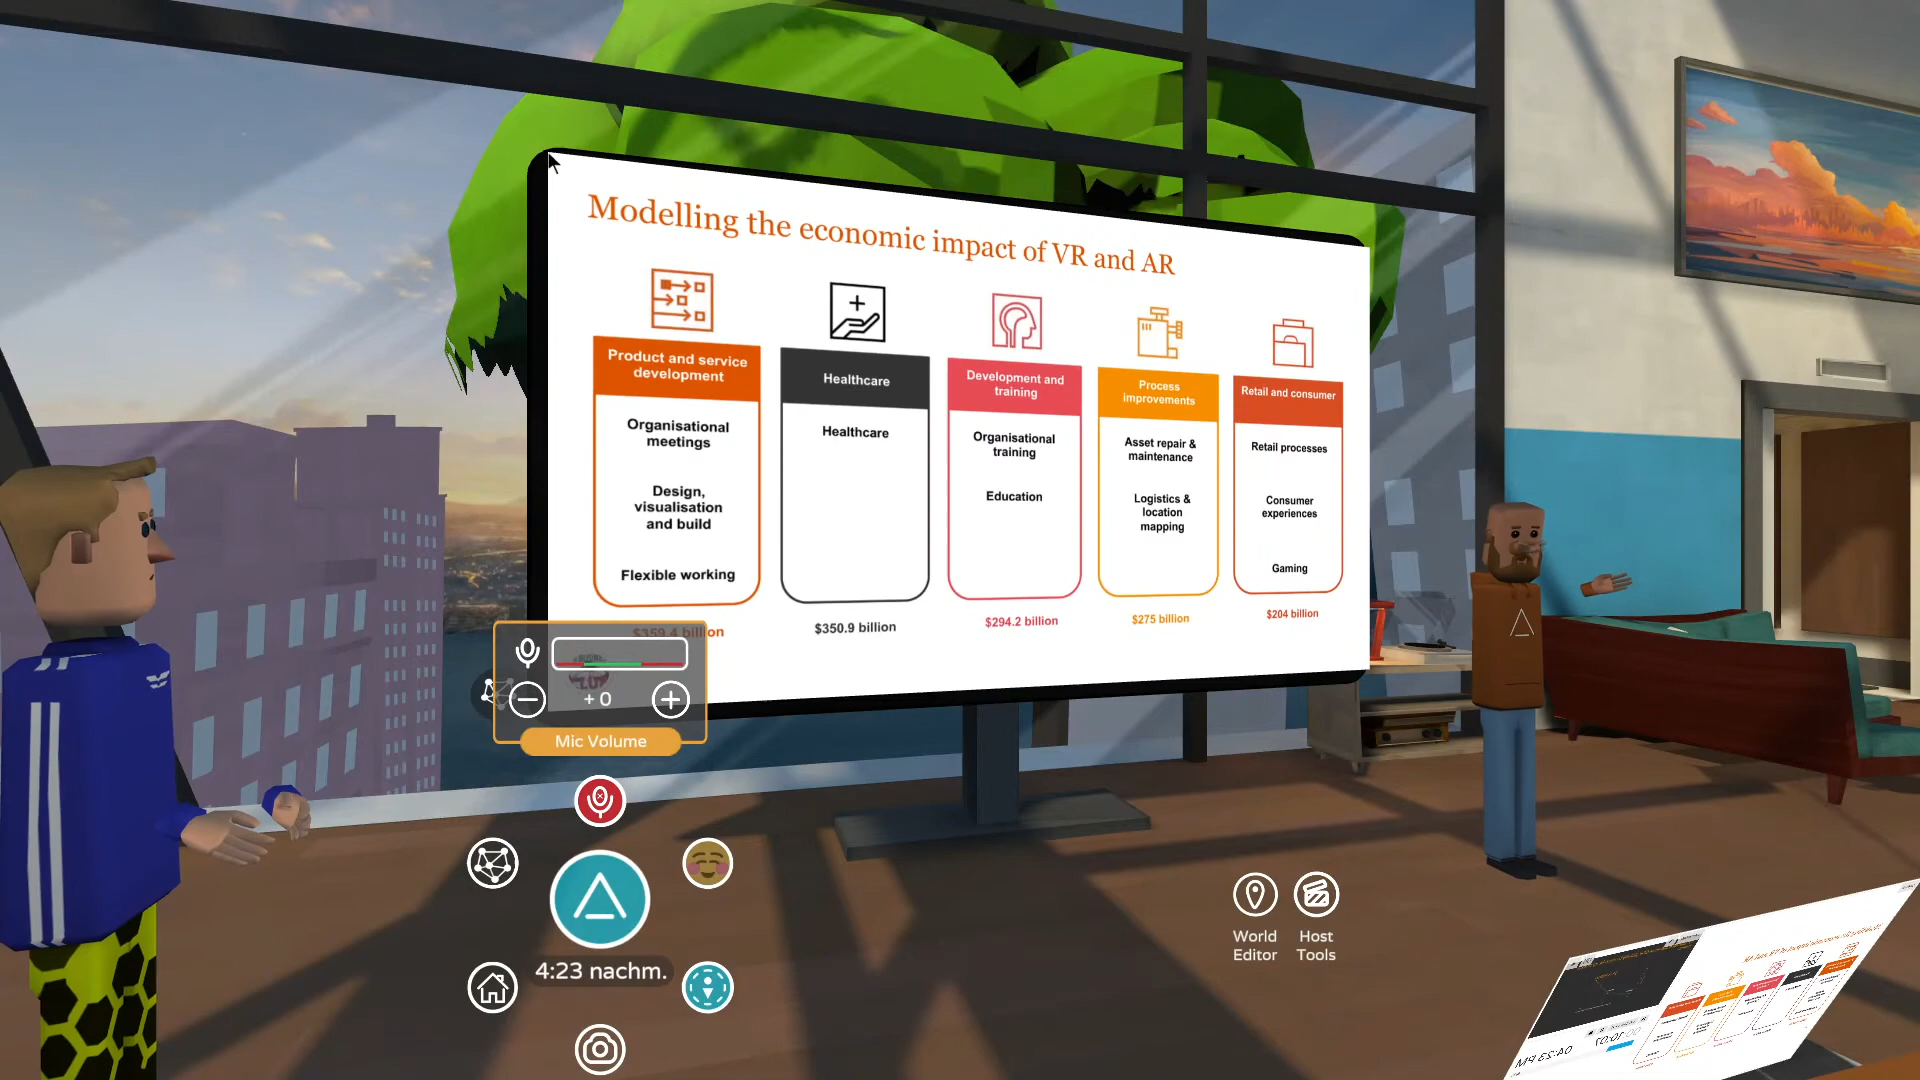 Modelling the economic impact of VR and AR
Product and service
development
Organisational
meetings
Design,
visualisation
and build
Flexible working
$359.4 billion
Healthcare
Healthcare
$350.9 billion
Development and
training
Organisational
training
Education
$294.2 billion
Process
improvements
Asset repair &
maintenance
Logistics &
location
mapping
$275 billion
Retail and consumer
Retail processes
Consumer
experiences
Gaming
$204 billion
+ 0
Mic Volume
4:23 nachm.
World
Editor
Host
Tools